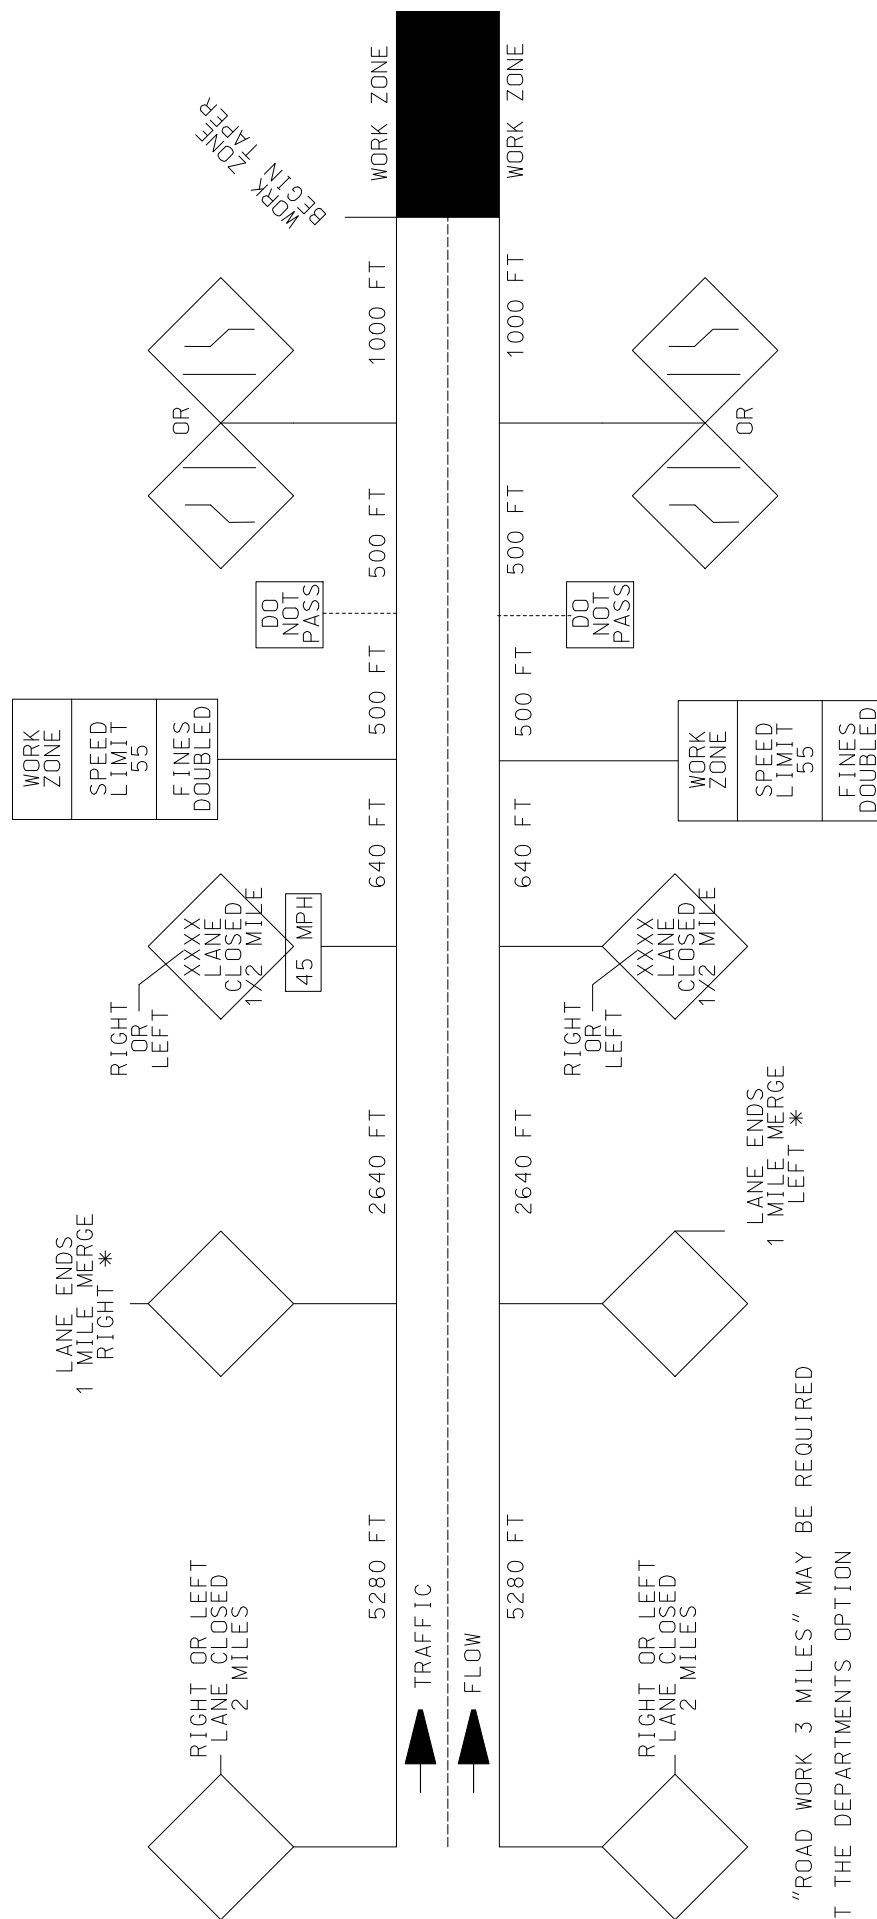 WORK ZONE
BEGIN TAPER
LANE ENDS
1 MILE MERGE
RIGHT *
RIGHT OR LEFT
LANE CLOSED
2 MILES
RIGHT
OR
LEFT
XXXX
LANE
CLOSED
1/2 MILE
45 MPH
WORK
ZONE
SPEED
LIMIT
55
FINES
DOUBLED
DO
NOT
PASS
OR
5280 FT
2640 FT
640 FT
500 FT
500 FT
1000 FT
WORK ZONE
TRAFFIC
FLOW
5280 FT
2640 FT
640 FT
500 FT
500 FT
1000 FT
WORK ZONE
RIGHT OR LEFT
LANE CLOSED
2 MILES
LANE ENDS
1 MILE MERGE
LEFT *
RIGHT
OR
LEFT
XXXX
LANE
CLOSED
1/2 MILE
WORK
ZONE
SPEED
LIMIT
55
FINES
DOUBLED
DO
NOT
PASS
OR
"ROAD WORK 3 MILES" MAY BE REQUIRED
T THE DEPARTMENTS OPTION